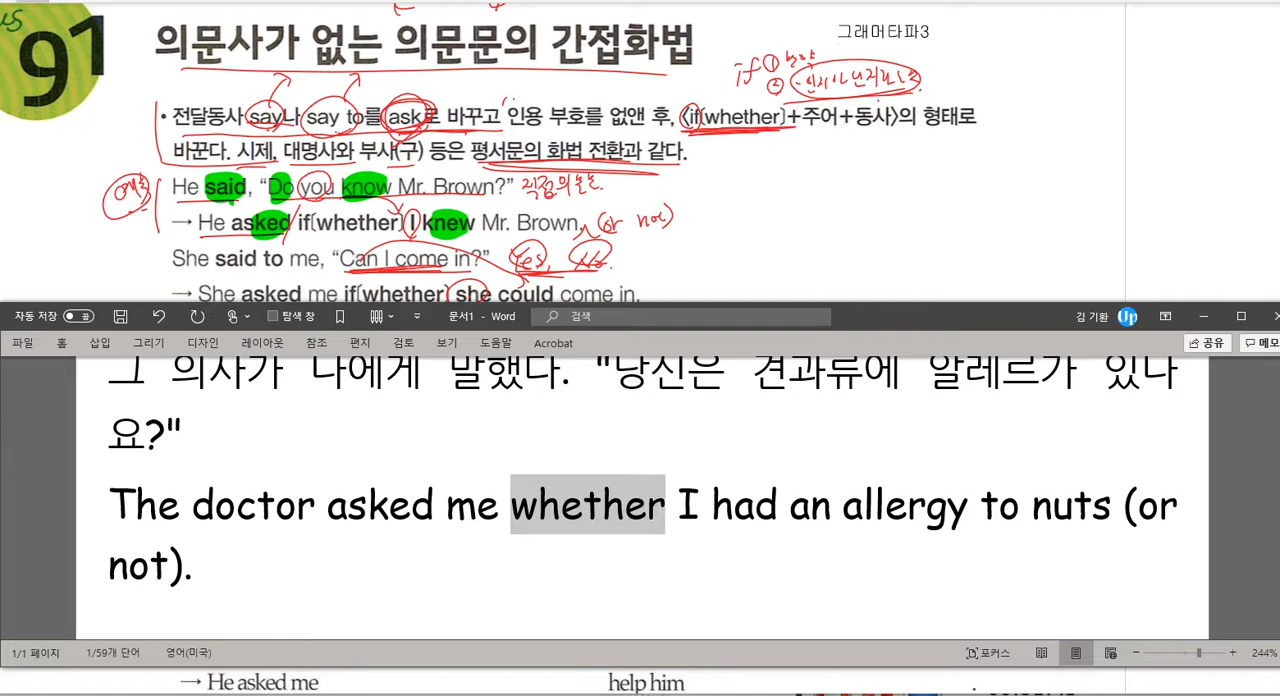 91
의문사가 없는 의문문의 간접화법
그래머타파3
if ①
②
• 전달동사 say나 say to를 ask로 바꾸고 인용 부호를 없앤 후, 〈if(whether)+주어+동사〉의 형태로
바꾼다. 시제, 대명사와 부사(구) 등은 평서문의 화법 전환과 같다.
He said, “Do you know Mr. Brown?”
→ He asked if(whether) I knew Mr. Brown. (or not)
She said to me, “Can I come in?” Yes, No.
→ She asked me if(whether) she could come in.
자동 저장 탐색 창 문서1 - Word 검색 김 기환
파일 홈 삽입 그리기 디자인 레이아웃 참조 편지 검토 보기 도움말 Acrobat 공유 메모
그 의사가 나에게 말했다. "당신은 견과류에 알레르가 있나
요?"
The doctor asked me whether I had an allergy to nuts (or
not).
1/1 페이지 1/59개 단어 영어(미국) 포커스 244%
→ He asked me help him .